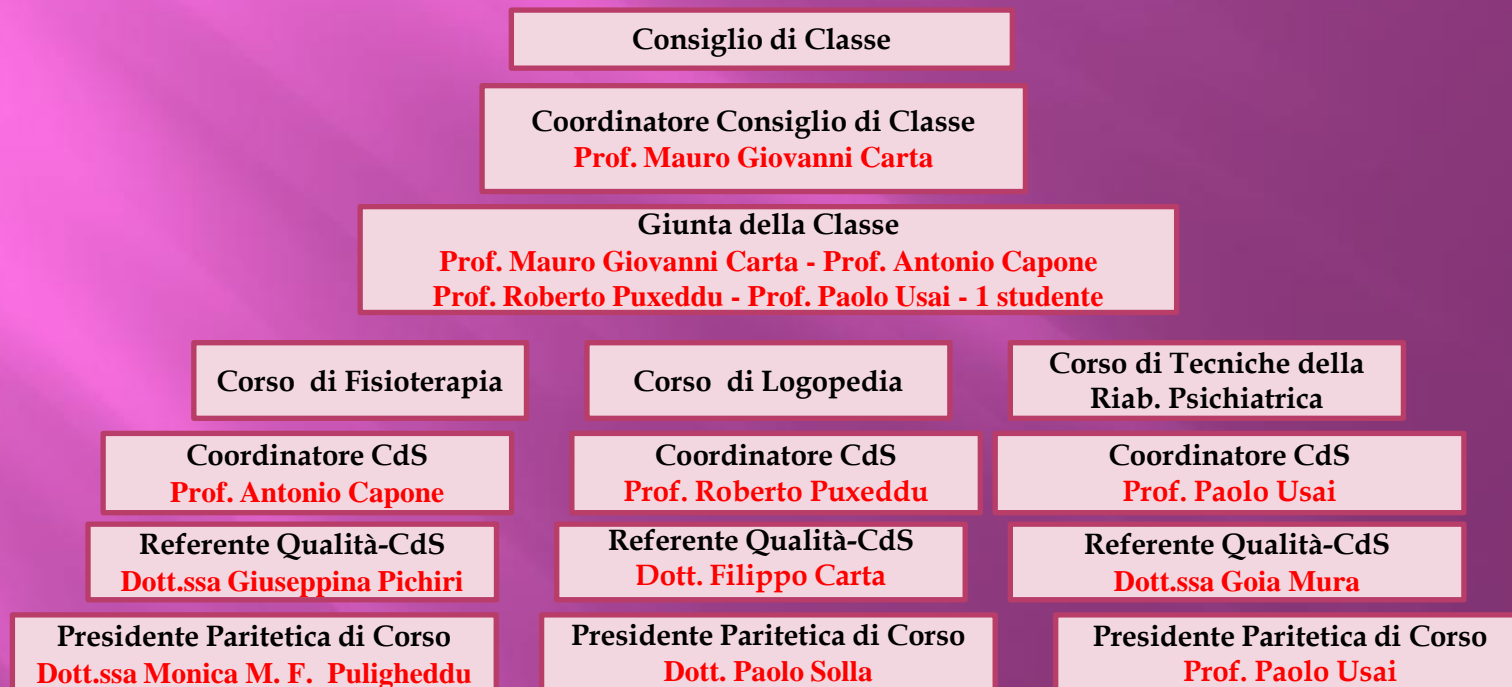 Consiglio di Classe
Coordinatore Consiglio di Classe
Prof. Mauro Giovanni Carta
Giunta della Classe
Prof. Mauro Giovanni Carta - Prof. Antonio Capone
Prof. Roberto Puxeddu - Prof. Paolo Usai - 1 studente
Corso di Fisioterapia
Corso di Logopedia
Corso di Tecniche della
Riab. Psichiatrica
Coordinatore CdS
Prof. Antonio Capone
Coordinatore CdS
Prof. Roberto Puxeddu
Coordinatore CdS
Prof. Paolo Usai
Referente Qualità-CdS
Dott.ssa Giuseppina Pichiri
Referente Qualità-CdS
Dott. Filippo Carta
Referente Qualità-CdS
Dott.ssa Goia Mura
Presidente Paritetica di Corso
Dott.ssa Monica M. F. Puligheddu
Presidente Paritetica di Corso
Dott. Paolo Solla
Presidente Paritetica di Corso
Prof. Paolo Usai